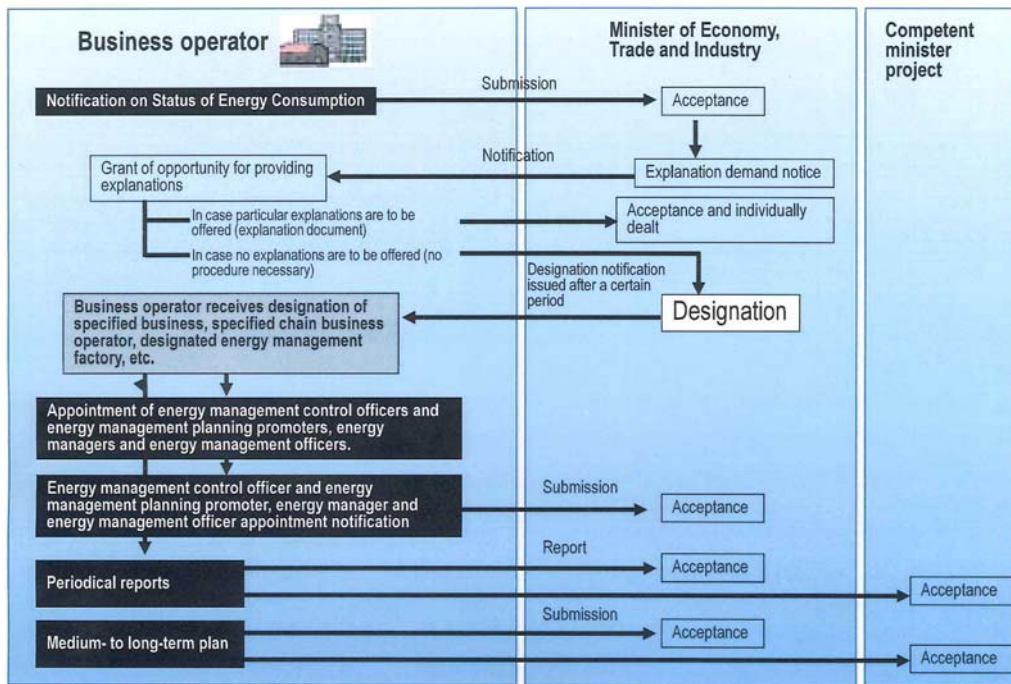 Business operator
Minister of Economy,
Trade and Industry
Competent
minister
project
Notification on Status of Energy Consumption
Submission
Acceptance
Notification
Explanation demand notice
Grant of opportunity for providing
explanations
In case particular explanations are to be
offered (explanation document)
Acceptance and individually
dealt
In case no explanations are to be offered (no
procedure necessary)
Designation notification
issued after a certain
period
Designation
Business operator receives designation of
specified business, specified chain business
operator, designated energy management
factory, etc.
Appointment of energy management control officers and
energy management planning promoters, energy
managers and energy management officers.
Energy management control officer and energy
management planning promoter, energy manager and
energy management officer appointment notification
Submission
Acceptance
Periodical reports
Report
Acceptance
Acceptance
Medium- to long-term plan
Submission
Acceptance
Acceptance